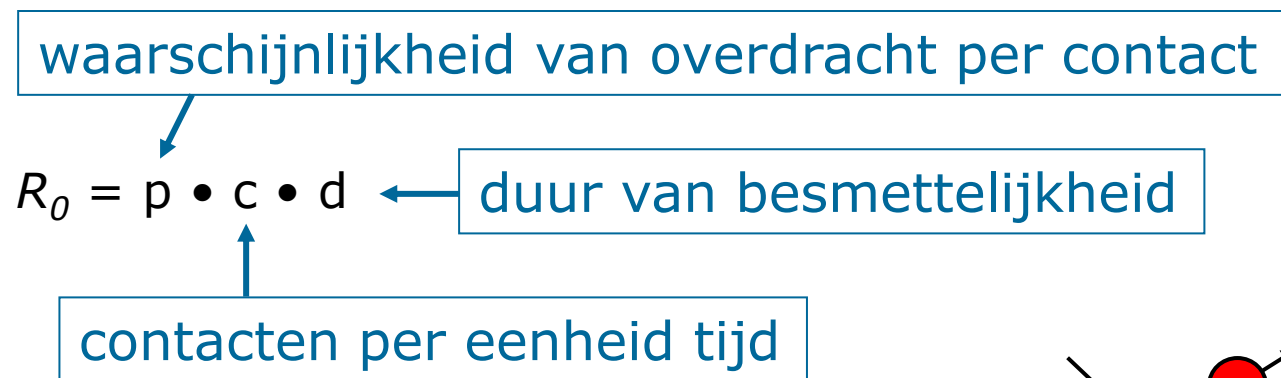 waarschijnlijkheid van overdracht per contact
R₀ = p • c • d
duur van besmettelijkheid
contacten per eenheid tijd